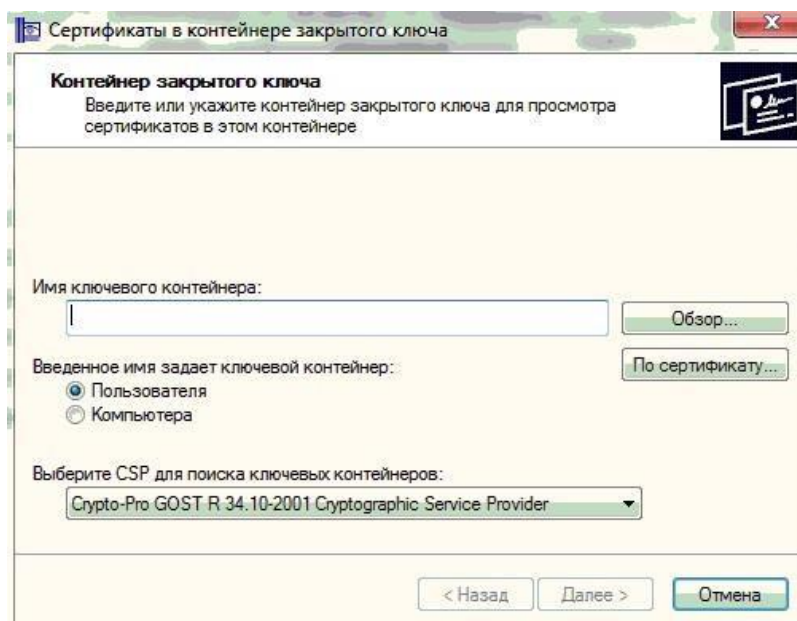 Сертификаты в контейнере закрытого ключа
Контейнер закрытого ключа
Введите или укажите контейнер закрытого ключа для просмотра
сертификатов в этом контейнере
Имя ключевого контейнера:
Обзор...
Введенное имя задает ключевой контейнер:
По сертификату...
Пользователя
Компьютера
Выберите CSP для поиска ключевых контейнеров:
Crypto-Pro GOST R 34.10-2001 Cryptographic Service Provider
< Назад
Далее >
Отмена